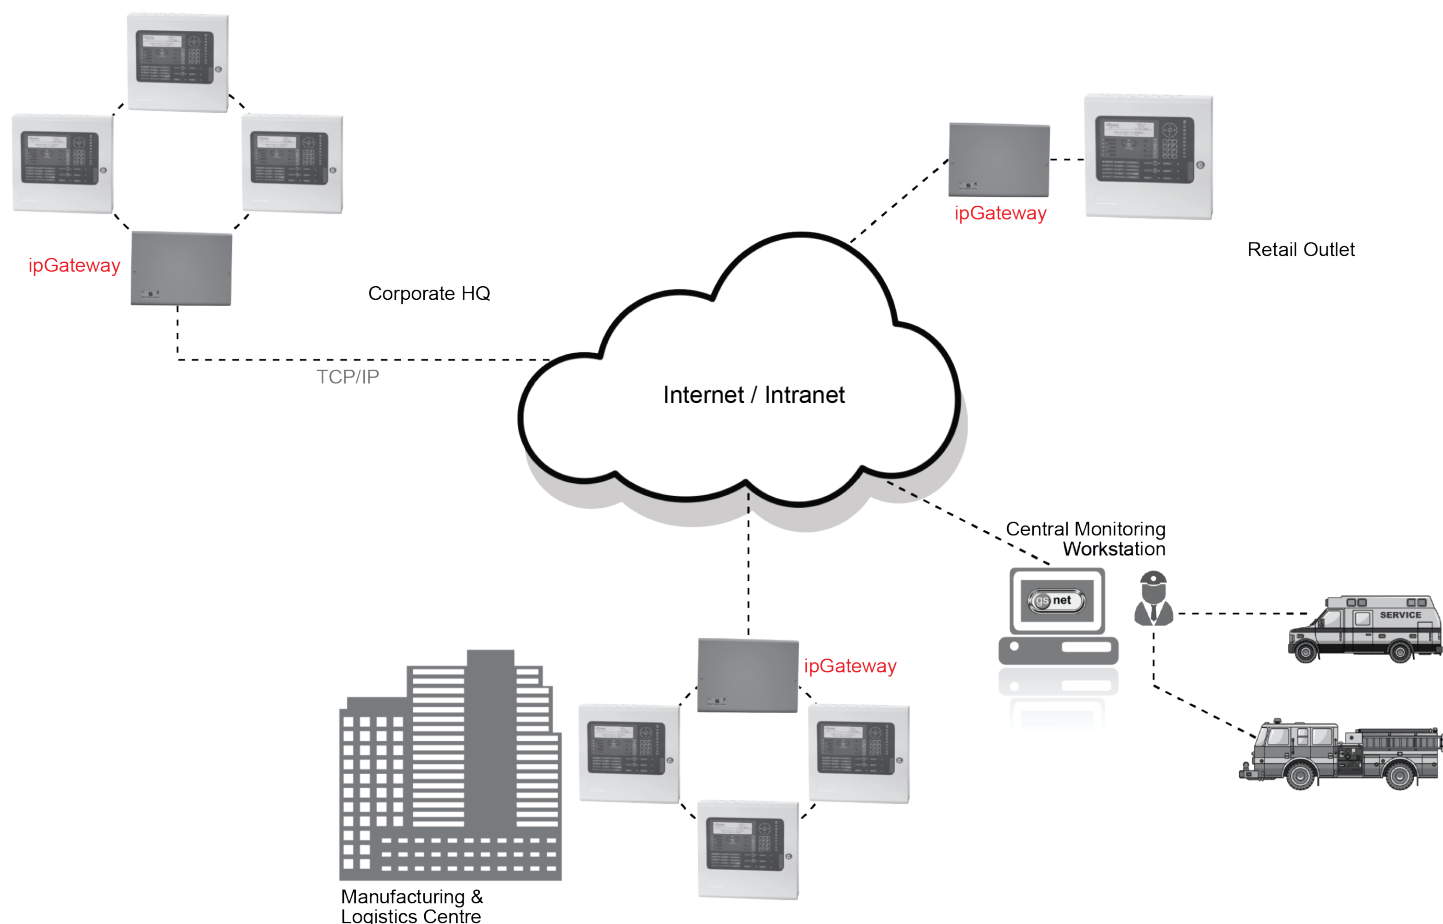 ipGateway
Corporate HQ
TCP/IP
ipGateway
Retail Outlet
Internet / Intranet
Central Monitoring
Workstation
gs net
SERVICE
ipGateway
Manufacturing &
Logistics Centre